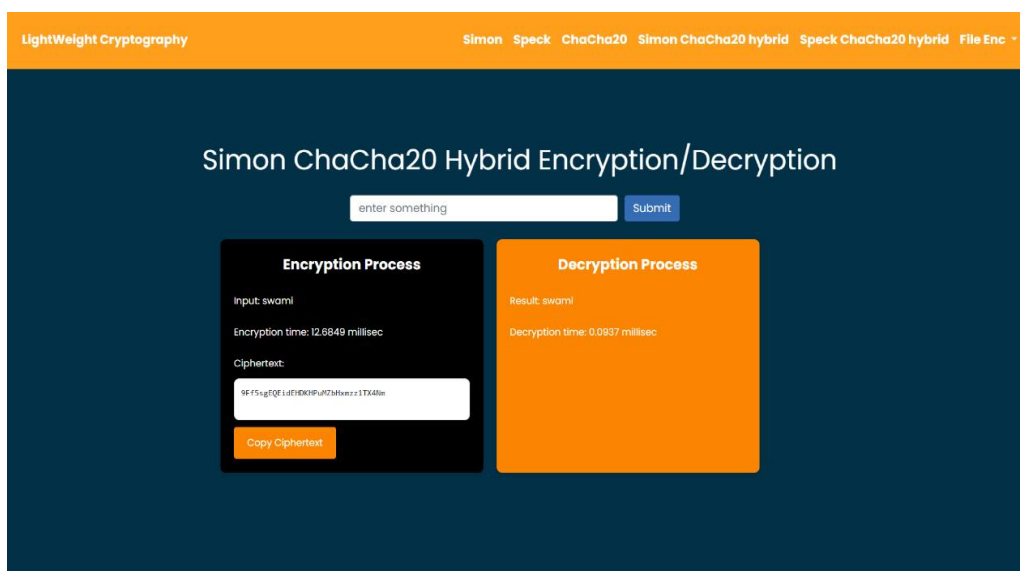 LightWeight Cryptography
Simon Speck ChaCha20 Simon ChaCha20 hybrid Speck ChaCha20 hybrid File Enc
Simon ChaCha20 Hybrid Encryption/Decryption
enter something
Submit
Encryption Process
Input: swami
Encryption time: 12.6849 millisec
Ciphertext:
Copy Ciphertext
Decryption Process
Result: swami
Decryption time: 0.0937 millisec